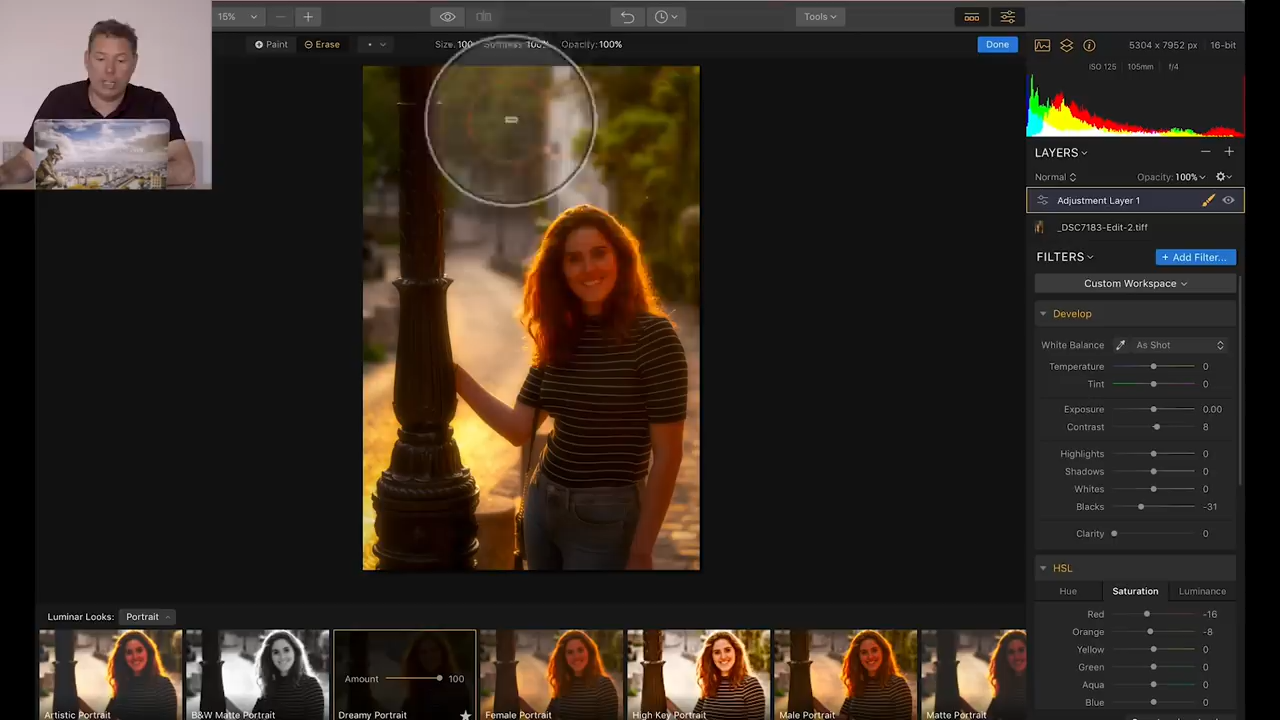 15%
Tools
Paint
Erase
Size: 100
Softness: 100%
Opacity: 100%
Done
5304 x 7952 px
16-bit
ISO 125
105mm
f/4
LAYERS
Normal
Opacity: 100%
Adjustment Layer 1
_DSC7183-Edit-2.tiff
FILTERS
+ Add Filter...
Custom Workspace
Develop
White Balance
As Shot
Temperature 0
Tint 0
Exposure 0.00
Contrast 8
Highlights 0
Shadows 0
Whites 0
Blacks -31
Clarity 0
HSL
Hue
Saturation
Luminance
Red -16
Orange -8
Yellow 0
Green 0
Aqua 0
Blue 0
Luminar Looks:
Portrait
Amount 100
Artistic Portrait
B&W Matte Portrait
Dreamy Portrait
Female Portrait
High Key Portrait
Male Portrait
Matte Portrait